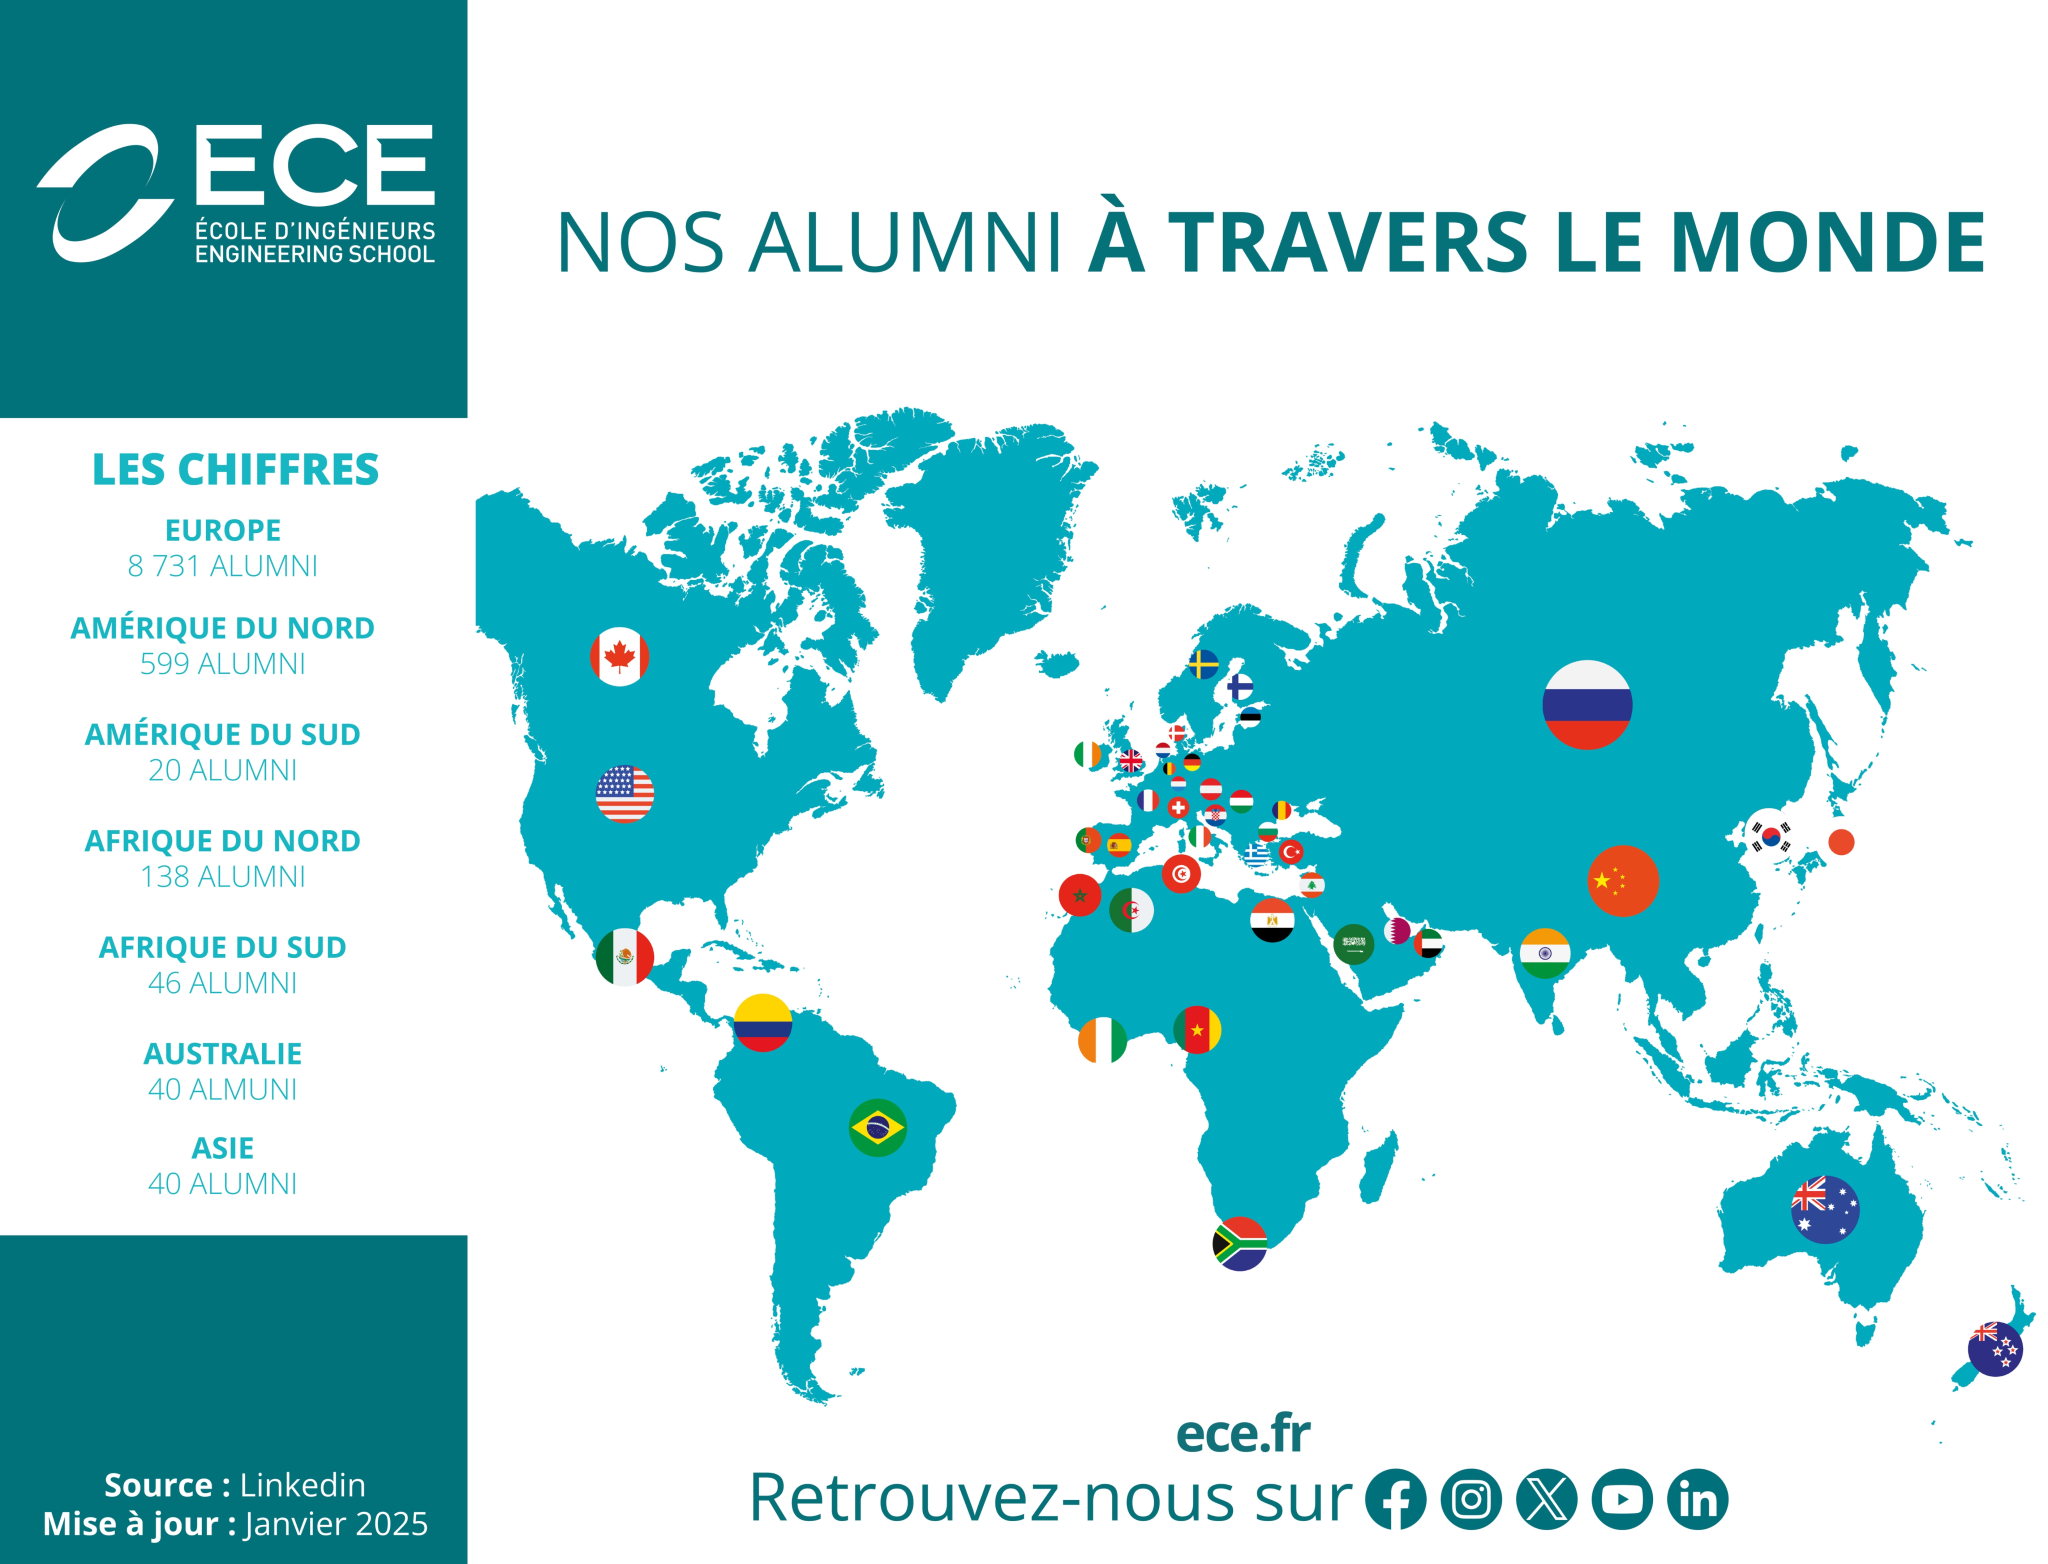 ECE
ÉCOLE D'INGÉNIEURS
ENGINEERING SCHOOL
NOS ALUMNI À TRAVERS LE MONDE
LES CHIFFRES
EUROPE
8 731 ALUMNI
AMÉRIQUE DU NORD
599 ALUMNI
AMÉRIQUE DU SUD
20 ALUMNI
AFRIQUE DU NORD
138 ALUMNI
AFRIQUE DU SUD
46 ALUMNI
AUSTRALIE
40 ALMUNI
ASIE
40 ALUMNI
Source : Linkedin
Mise à jour : Janvier 2025
ece.fr
Retrouvez-nous sur